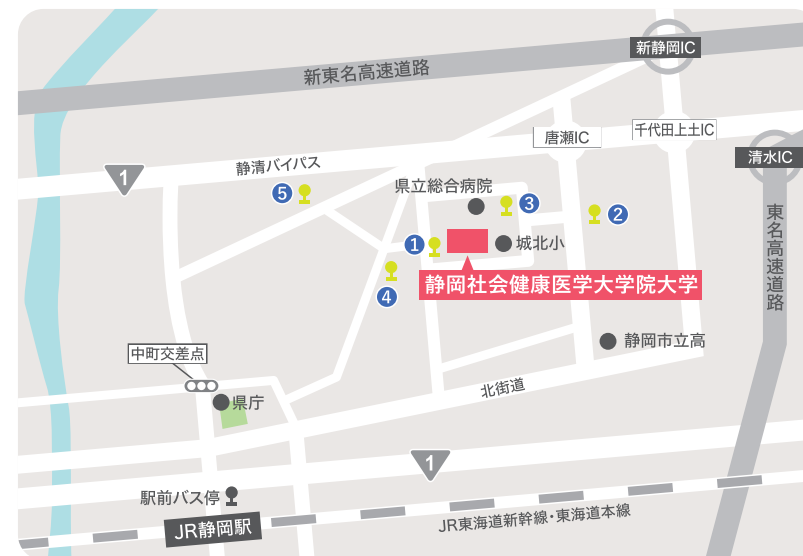 新静岡IC
新東名高速道路
千代田上土IC
唐瀬IC
清水IC
静清バイパス
1
県立総合病院
5
3
2
東名高速道路
1
城北小
4
静岡社会健康医学大学院大学
静岡市立高
中町交差点
北街道
県庁
1
駅前バス停
JR静岡駅
JR東海道新幹線・東海道本線